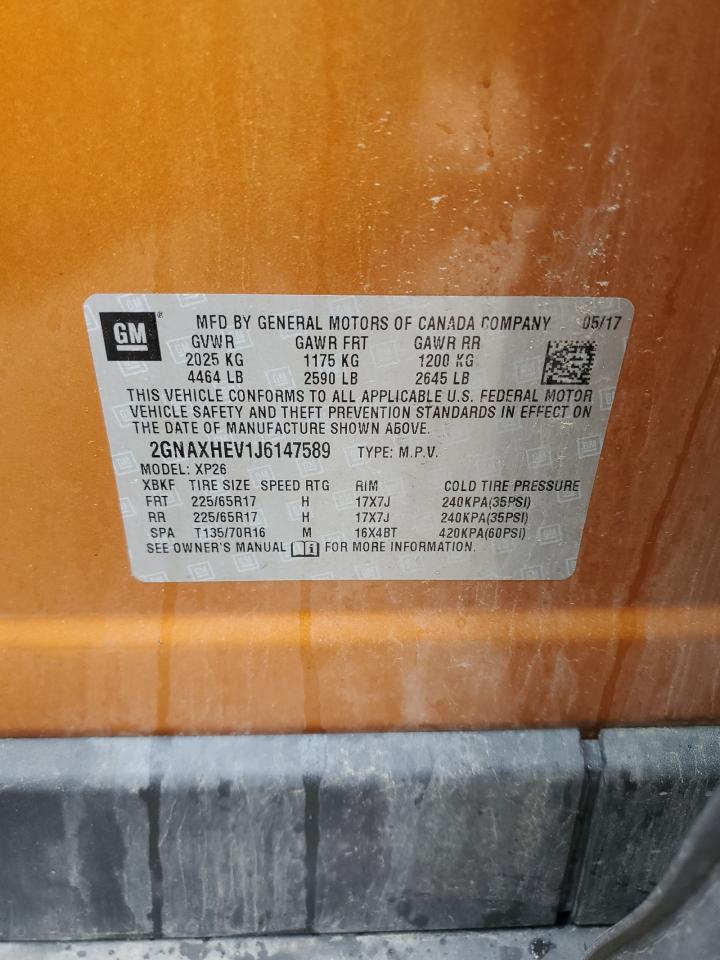 GM MFD BY GENERAL MOTORS OF CANADA COMPANY 05/17
GVWR GAWR FRT GAWR RR
2025 KG 1175 KG 1200 KG
4464 LB 2590 LB 2645 LB
THIS VEHICLE CONFORMS TO ALL APPLICABLE U.S. FEDERAL MOTOR
VEHICLE SAFETY AND THEFT PREVENTION STANDARDS IN EFFECT ON
THE DATE OF MANUFACTURE SHOWN ABOVE.
2GNAXHEV1J6147589 TYPE: M.P.V.
MODEL: XP26
XBKF TIRE SIZE SPEED RTG RIM COLD TIRE PRESSURE
FRT 225/65R17 H 17X7J 240KPA(35PSI)
RR 225/65R17 H 17X7J 240KPA(35PSI)
SPA T135/70R16 M 16X4BT 420KPA(60PSI)
SEE OWNER'S MANUAL FOR MORE INFORMATION.